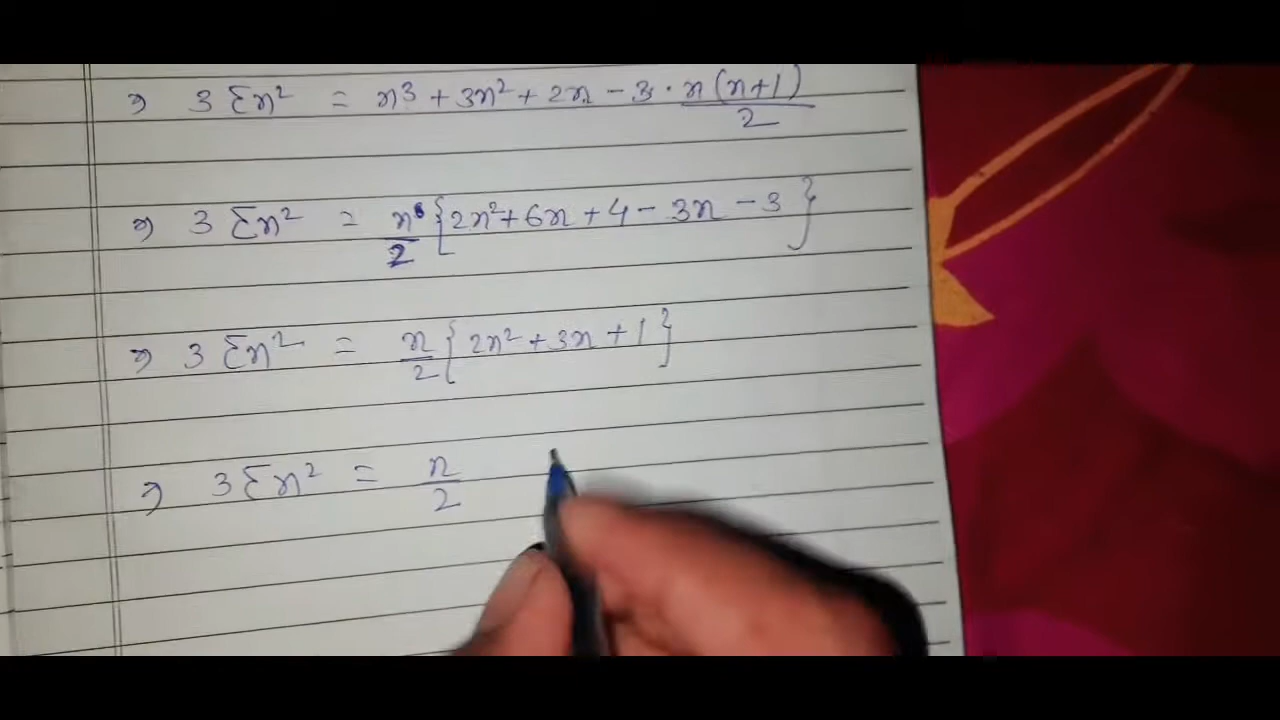 ⇒ 3 Σn² = n³ + 3n² + 2n − 3 · n(n+1)/2
⇒ 3 Σn² = n/2 {2n² + 6n + 4 − 3n − 3}
⇒ 3 Σn² = n/2 {2n² + 3n + 1}
⇒ 3 Σn² = n/2